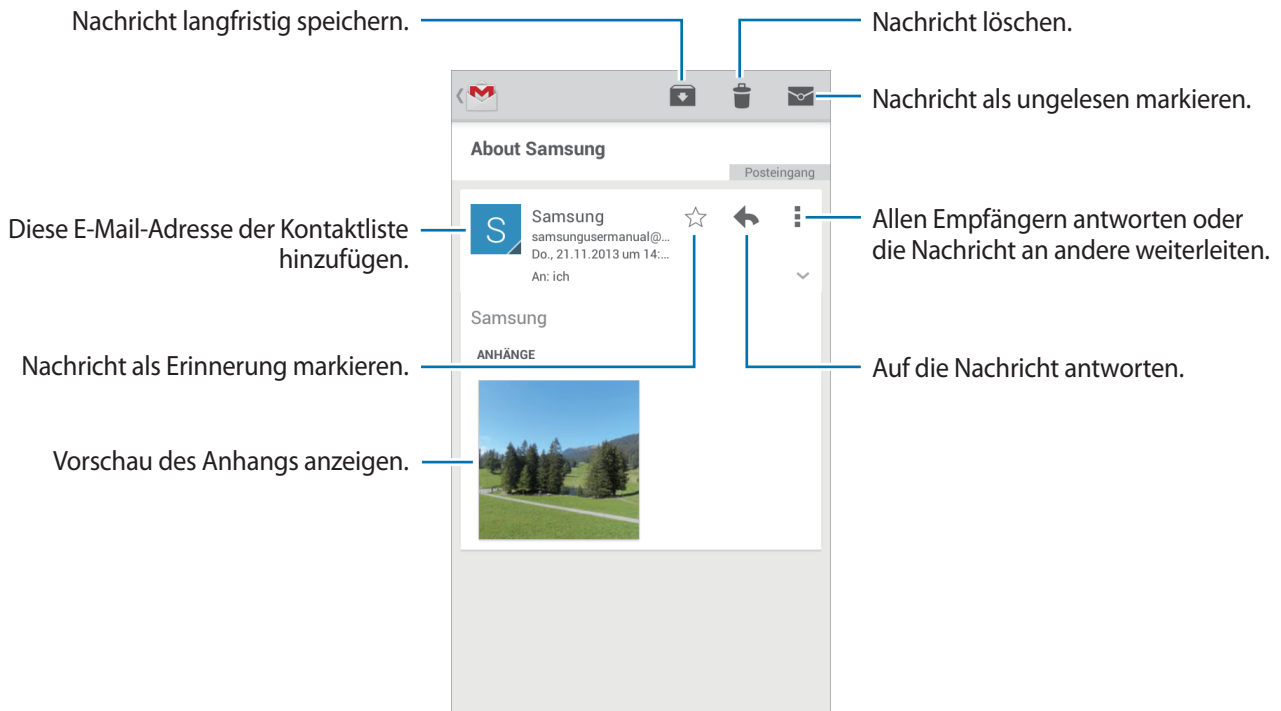 Nachricht langfristig speichern.
Nachricht löschen.
Nachricht als ungelesen markieren.
About Samsung
Posteingang
Diese E-Mail-Adresse der Kontaktliste
hinzufügen.
S
Samsung
samsungusermanual@...
Do., 21.11.2013 um 14:...
An: ich
Allen Empfängern antworten oder
die Nachricht an andere weiterleiten.
Samsung
ANHÄNGE
Nachricht als Erinnerung markieren.
Auf die Nachricht antworten.
Vorschau des Anhangs anzeigen.